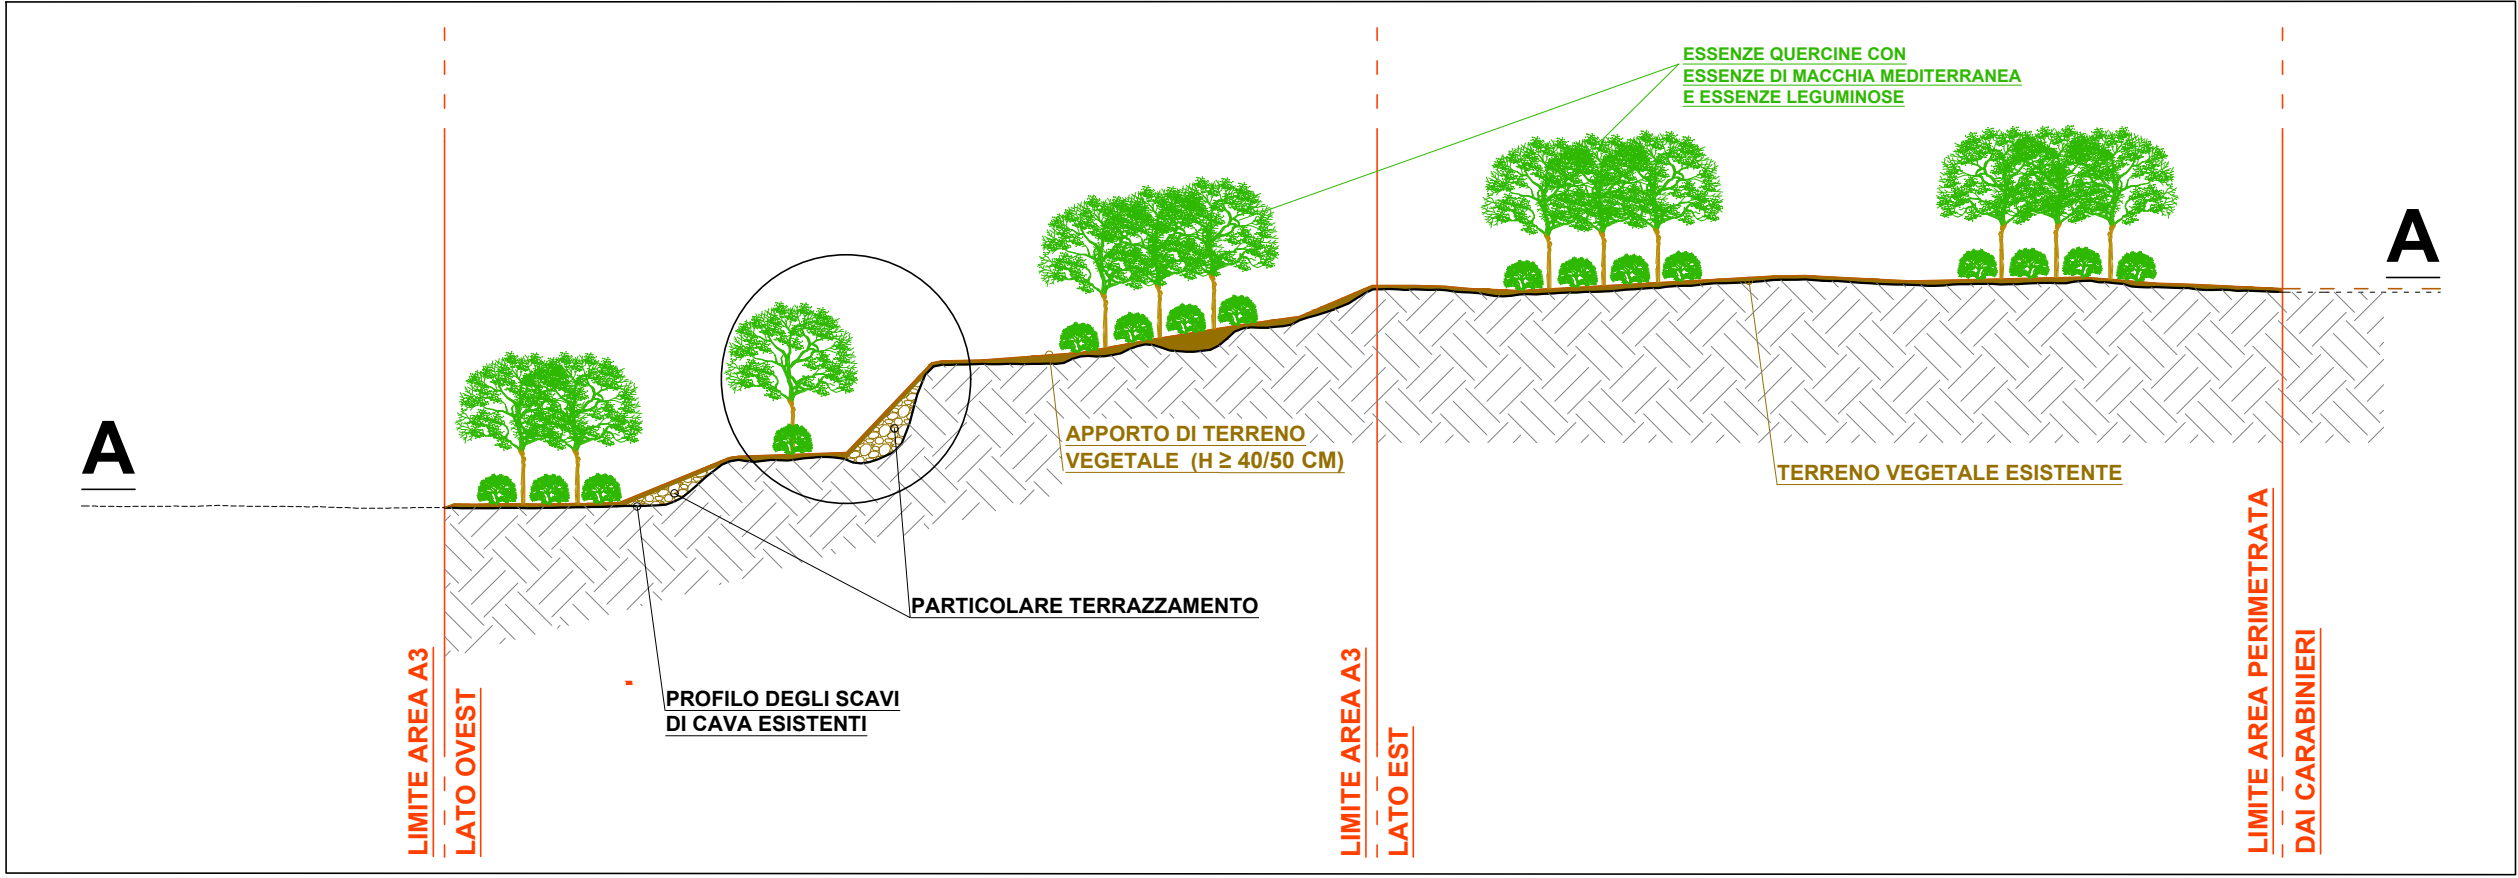 ESSENZE QUERCINE CON
ESSENZE DI MACCHIA MEDITERRANEA
E ESSENZE LEGUMINOSE
A
A
APPORTO DI TERRENO
VEGETALE (H ≥ 40/50 CM)
TERRENO VEGETALE ESISTENTE
PARTICOLARE TERRAZZAMENTO
PROFILO DEGLI SCAVI
DI CAVA ESISTENTI
LIMITE AREA A3
LATO OVEST
LIMITE AREA A3
LATO EST
LIMITE AREA PERIMETRATA
DAI CARABINIERI